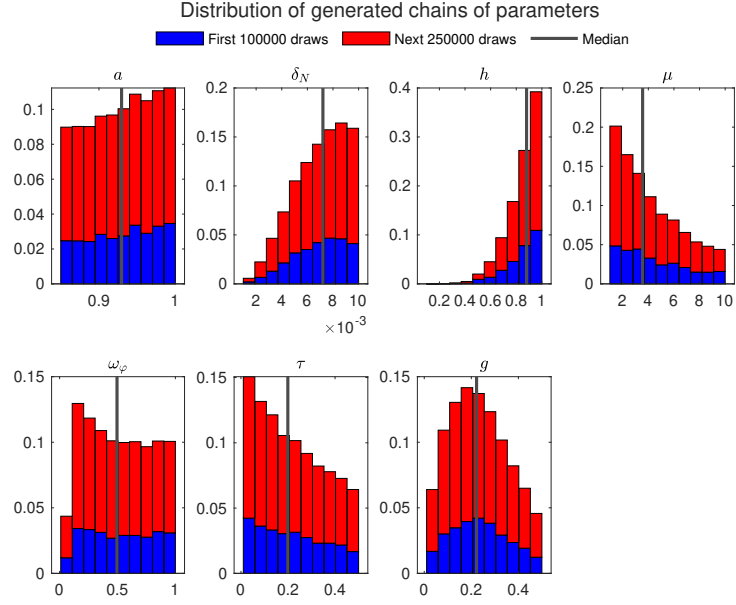 Distribution of generated chains of parameters
First 100000 draws Next 250000 draws Median
a δ_N h μ
0.1 0.08 0.06 0.04 0.02 0
0.9 1
0.2 0.15 0.1 0.05 0
2 4 6 8 10
×10^-3
0.4 0.3 0.2 0.1 0
0.2 0.4 0.6 0.8 1
0.25 0.2 0.15 0.1 0.05 0
2 4 6 8 10
ω_φ τ g
0.15 0.1 0.05 0
0 0.5 1
0.15 0.1 0.05 0
0 0.2 0.4
0.15 0.1 0.05 0
0 0.2 0.4